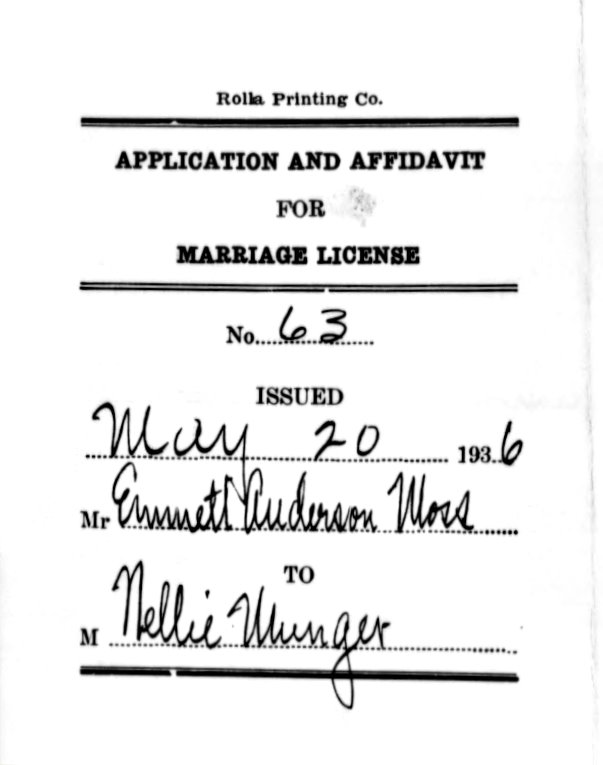 Rolla Printing Co.
APPLICATION AND AFFIDAVIT
FOR
MARRIAGE LICENSE
No. 63
ISSUED
May 20 1936
Mr Emmett Anderson Moss
TO
M Nellie Munger